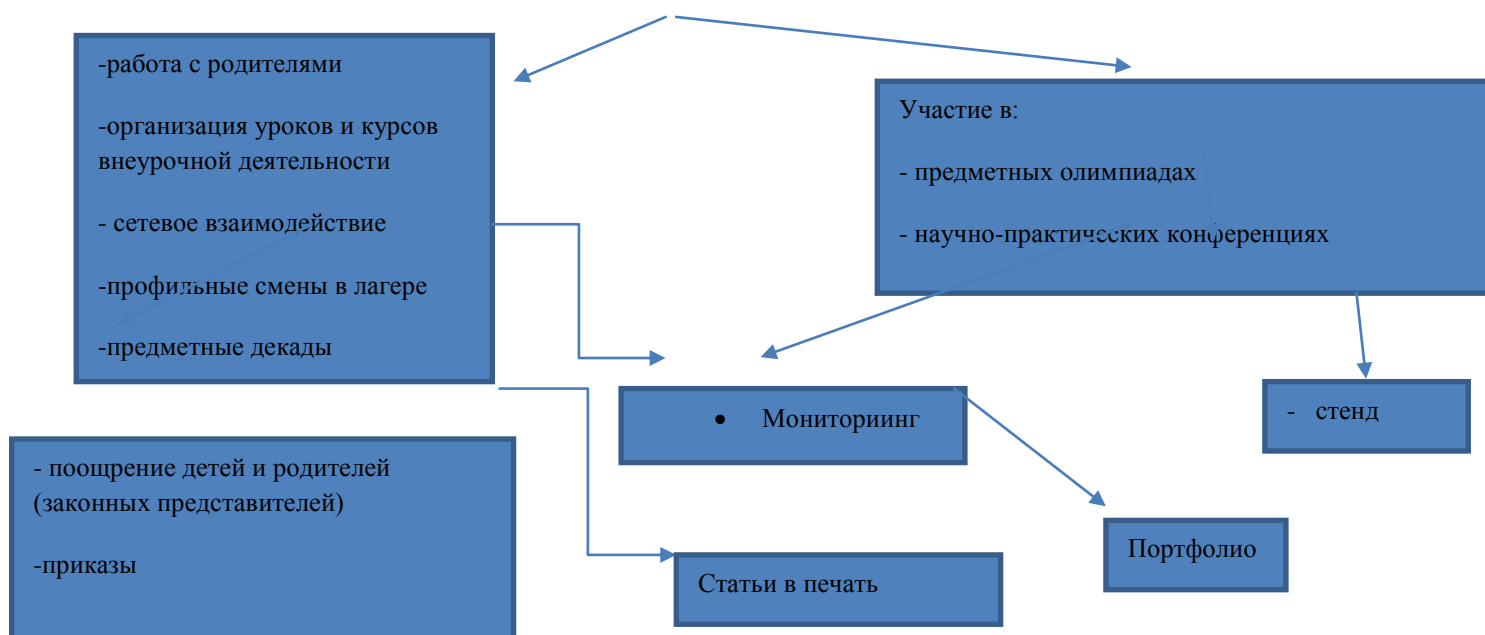 -работа с родителями
-организация уроков и курсов
внеурочной деятельности
- сетевое взаимодействие
-профильные смены в лагере
-предметные декады
Участие в:
- предметных олимпиадах
- научно-практических конференциях
• Мониториинг
- стенд
- поощрение детей и родителей
(законных представителей)
-приказы
Портфолио
Статьи в печать